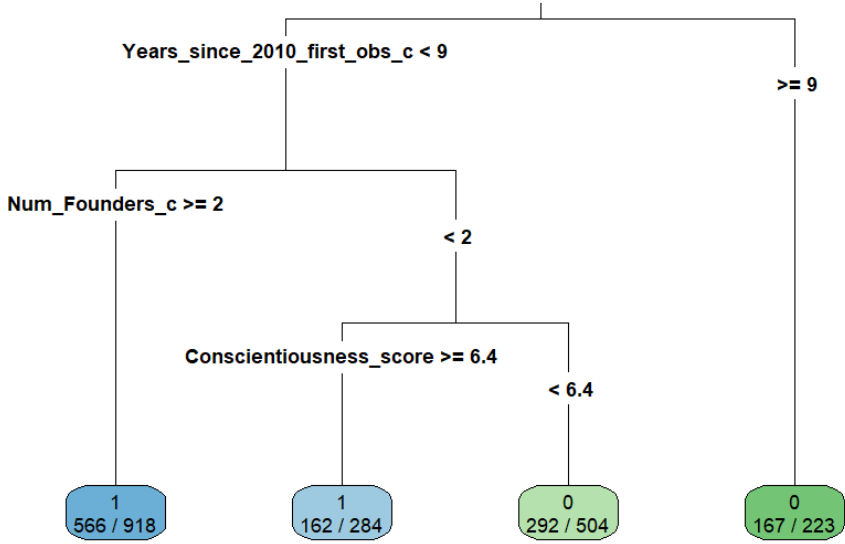 Years_since_2010_first_obs_c < 9
>= 9
Num_Founders_c >= 2
< 2
Conscientiousness_score >= 6.4
< 6.4
1
566 / 918
1
162 / 284
0
292 / 504
0
167 / 223